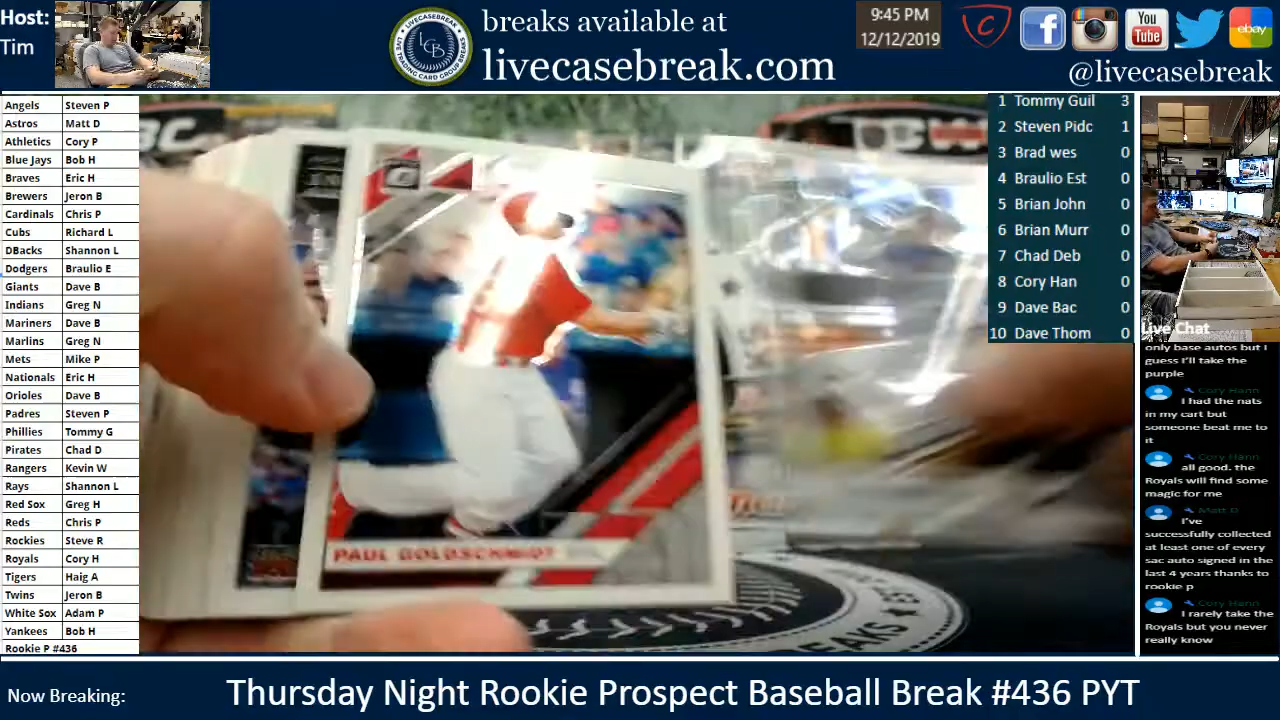 Host:
Tim
breaks available at
livecasebreak.com
9:45 PM
12/12/2019
You
Tube
ebay
@livecasebreak
Angels Steven P
Astros Matt D
Athletics Cory P
Blue Jays Bob H
Braves Eric H
Brewers Jeron B
Cardinals Chris P
Cubs Richard L
DBacks Shannon L
Dodgers Braulio E
Giants Dave B
Indians Greg N
Mariners Dave B
Marlins Greg N
Mets Mike P
Nationals Eric H
Orioles Dave B
Padres Steven P
Phillies Tommy G
Pirates Chad D
Rangers Kevin W
Rays Shannon L
Red Sox Greg H
Reds Chris P
Rockies Steve R
Royals Cory H
Tigers Haig A
Twins Jeron B
White Sox Adam P
Yankees Bob H
Rookie P #436
PAUL GOLDSCHMIDT
1 Tommy Guil 3
2 Steven Pidc 1
3 Brad wes 0
4 Braulio Est 0
5 Brian John 0
6 Brian Murr 0
7 Chad Deb 0
8 Cory Han 0
9 Dave Bac 0
10 Dave Thom 0
Live Chat
only base autos but I
guess I'll take the
purple
Cory Hann
I had the nats
in my cart but
someone beat me to
it
Cory Hann
all good. the
Royals will find some
magic for me
Matt D
I've
successfully collected
at least one of every
sac auto signed in the
last 4 years thanks to
rookie p
Cory Hann
I rarely take the
Royals but you never
really know
Now Breaking:
Thursday Night Rookie Prospect Baseball Break #436 PYT